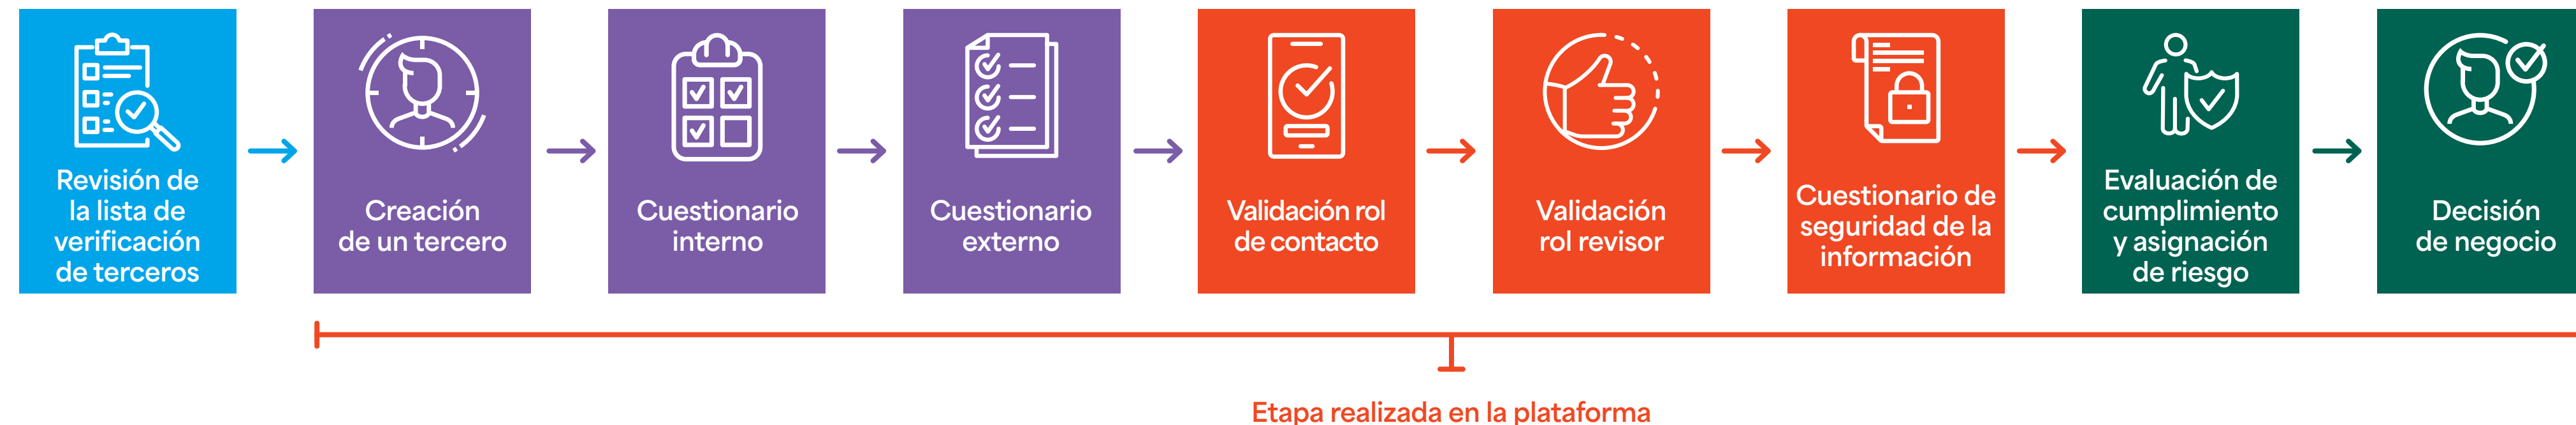 Revisión de
la lista de
verificación
de terceros
Creación
de un tercero
Cuestionario
interno
Cuestionario
externo
Validación rol
de contacto
Validación
rol revisor
Cuestionario de
seguridad de la
información
Evaluación de
cumplimiento
y asignación
de riesgo
Decisión
de negocio
Etapa realizada en la plataforma